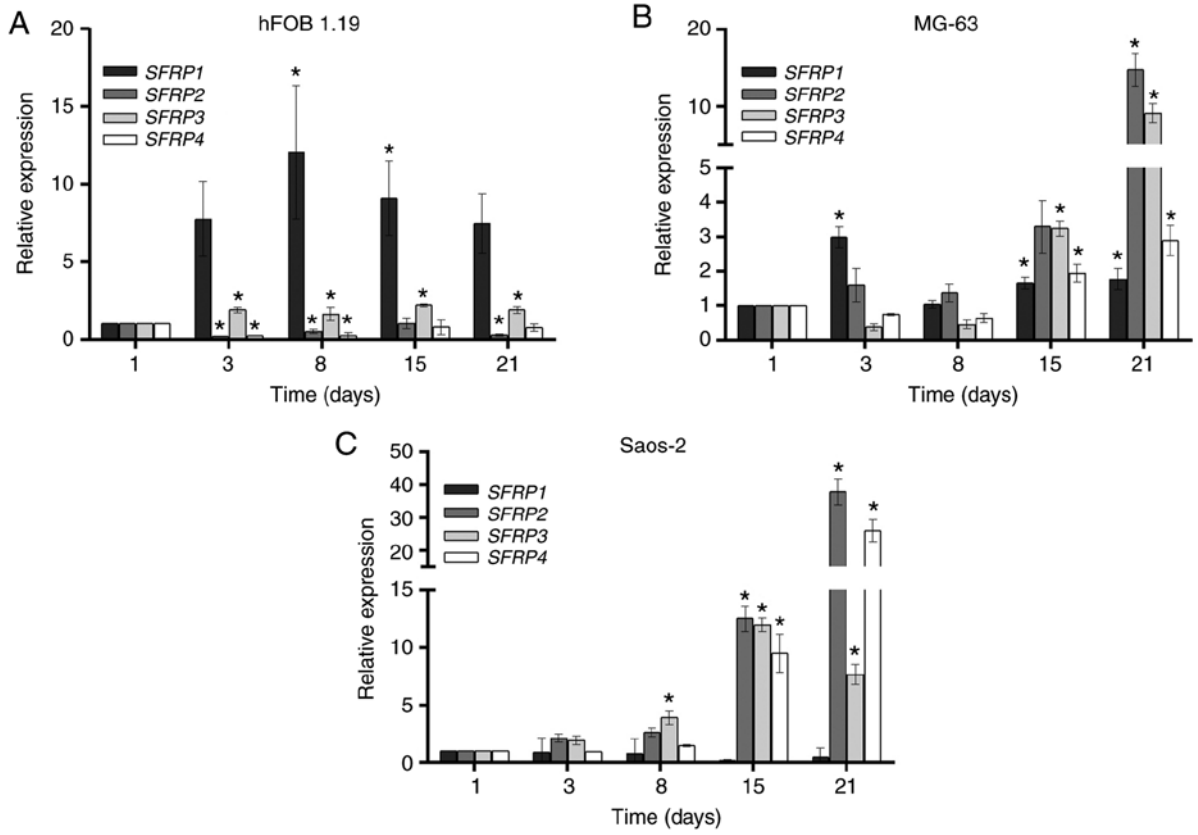 A
hFOB 1.19
20
15
10
5
0
Relative expression
SFRP1
SFRP2
SFRP3
SFRP4
*
*
*
*
*
*
*
*
*
*
*
*
1
3
8
15
21
Time (days)
B
MG-63
20
10
5
4
3
2
1
0
Relative expression
SFRP1
SFRP2
SFRP3
SFRP4
*
*
*
*
*
*
*
*
1
3
8
15
21
Time (days)
C
Saos-2
50
40
30
20
15
10
5
0
Relative expression
SFRP1
SFRP2
SFRP3
SFRP4
*
*
*
*
*
*
*
1
3
8
15
21
Time (days)